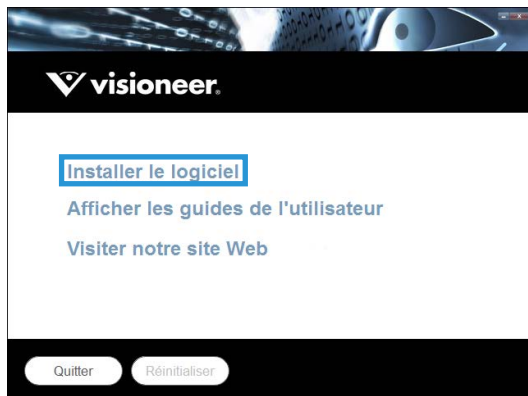 visioneer®
Installer le logiciel
Afficher les guides de l'utilisateur
Visiter notre site Web
Quitter
Réinitialiser